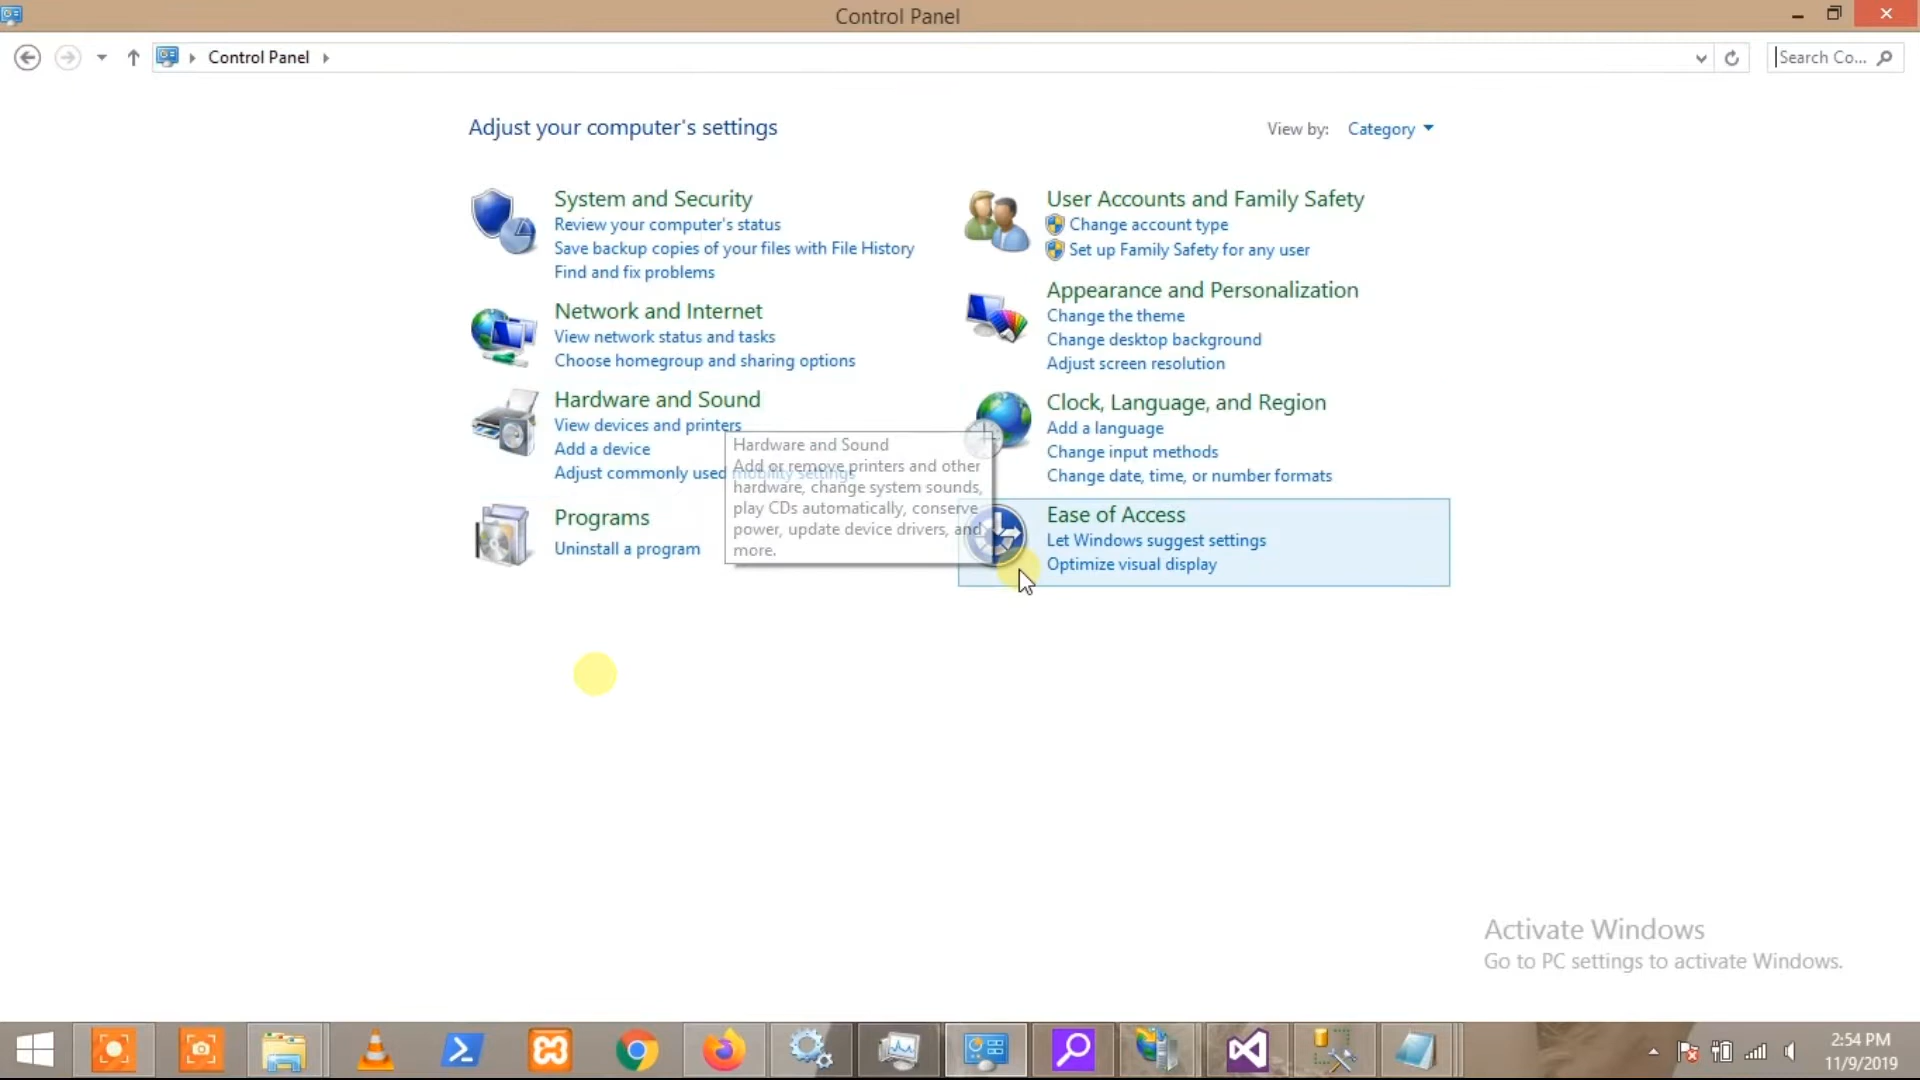 Control Panel
Control Panel
Search Co...
Adjust your computer's settings
View by: Category
System and Security
Review your computer's status
Save backup copies of your files with File History
Find and fix problems
Network and Internet
View network status and tasks
Choose homegroup and sharing options
Hardware and Sound
View devices and printers
Add a device
Adjust commonly used mobility settings
Hardware and Sound
Add or remove printers and other
hardware, change system sounds,
play CDs automatically, conserve
power, update device drivers, and
more.
Programs
Uninstall a program
User Accounts and Family Safety
Change account type
Set up Family Safety for any user
Appearance and Personalization
Change the theme
Change desktop background
Adjust screen resolution
Clock, Language, and Region
Add a language
Change input methods
Change date, time, or number formats
Ease of Access
Let Windows suggest settings
Optimize visual display
Activate Windows
Go to PC settings to activate Windows.
2:54 PM
11/9/2019